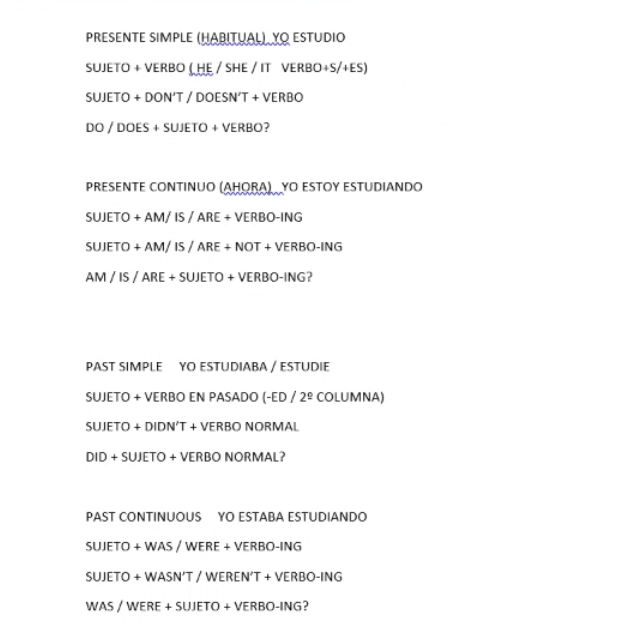 PRESENTE SIMPLE (HABITUAL) YO ESTUDIO
SUJETO + VERBO ( HE / SHE / IT VERBO+S/+ES)
SUJETO + DON'T / DOESN'T + VERBO
DO / DOES + SUJETO + VERBO?
PRESENTE CONTINUO (AHORA) YO ESTOY ESTUDIANDO
SUJETO + AM/ IS / ARE + VERBO-ING
SUJETO + AM/ IS / ARE + NOT + VERBO-ING
AM / IS / ARE + SUJETO + VERBO-ING?
PAST SIMPLE YO ESTUDIABA / ESTUDIE
SUJETO + VERBO EN PASADO (-ED / 2º COLUMNA)
SUJETO + DIDN'T + VERBO NORMAL
DID + SUJETO + VERBO NORMAL?
PAST CONTINUOUS YO ESTABA ESTUDIANDO
SUJETO + WAS / WERE + VERBO-ING
SUJETO + WASN'T / WEREN'T + VERBO-ING
WAS / WERE + SUJETO + VERBO-ING?